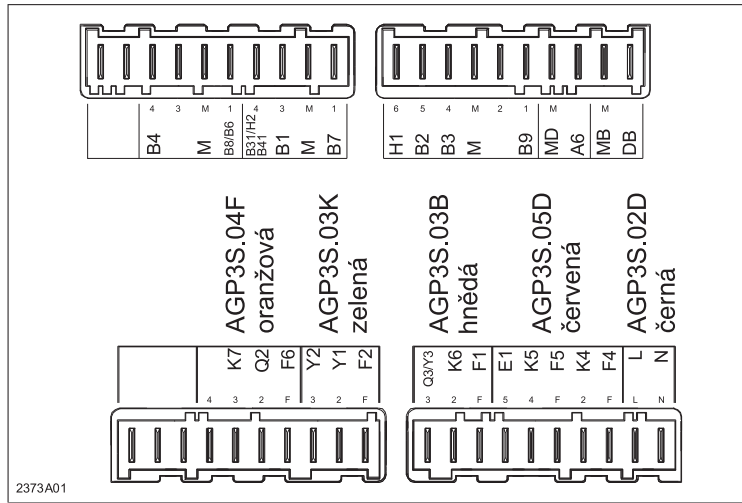 4 3 M 1 4 3 M 1
6 5 4 M 2 1 M M
B4 M B8/B6 B31/H2 B41 B1 M B7
H1 B2 B3 M B9 MD A6 MB DB
AGP3S.04F
oranžová
AGP3S.03K
zelená
AGP3S.03B
hnědá
AGP3S.05D
červená
AGP3S.02D
černá
K7 Q2 F6 Y2 Y1 F2
Q3/Y3 K6 F1 E1 K5 F5 K4 F4 L N
4 3 2 F 3 2 F
3 2 F 5 4 F 2 F L N
2373A01